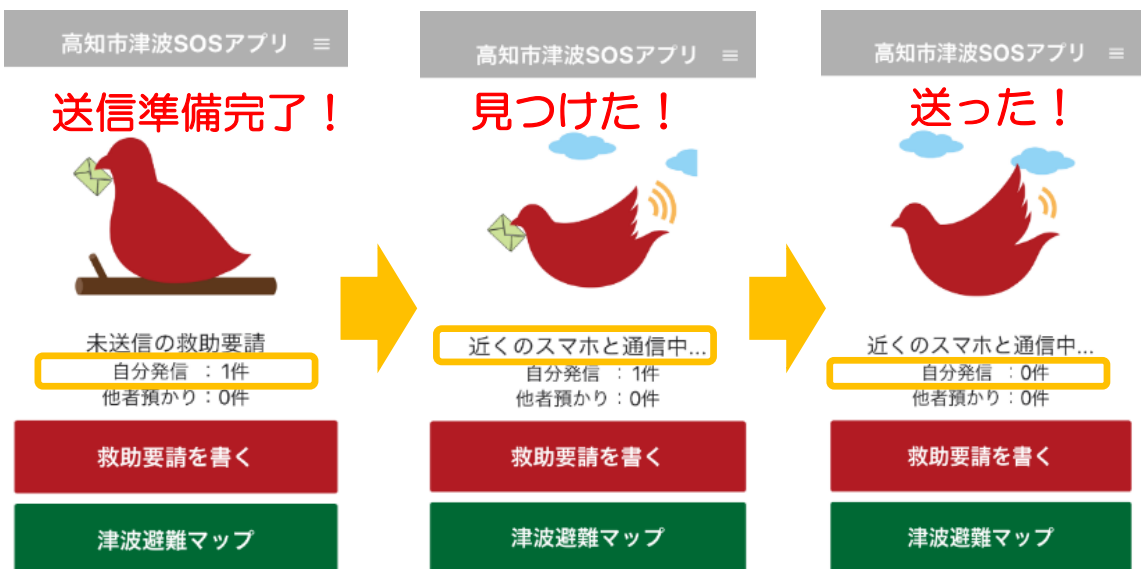 高知市津波SOSアプリ ≡
送信準備完了！
未送信の救助要請
自分発信 ：1件
他者預かり：0件
救助要請を書く
津波避難マップ
高知市津波SOSアプリ ≡
見つけた！
近くのスマホと通信中...
自分発信 ：1件
他者預かり：0件
救助要請を書く
津波避難マップ
高知市津波SOSアプリ ≡
送った！
近くのスマホと通信中...
自分発信 ：0件
他者預かり：0件
救助要請を書く
津波避難マップ